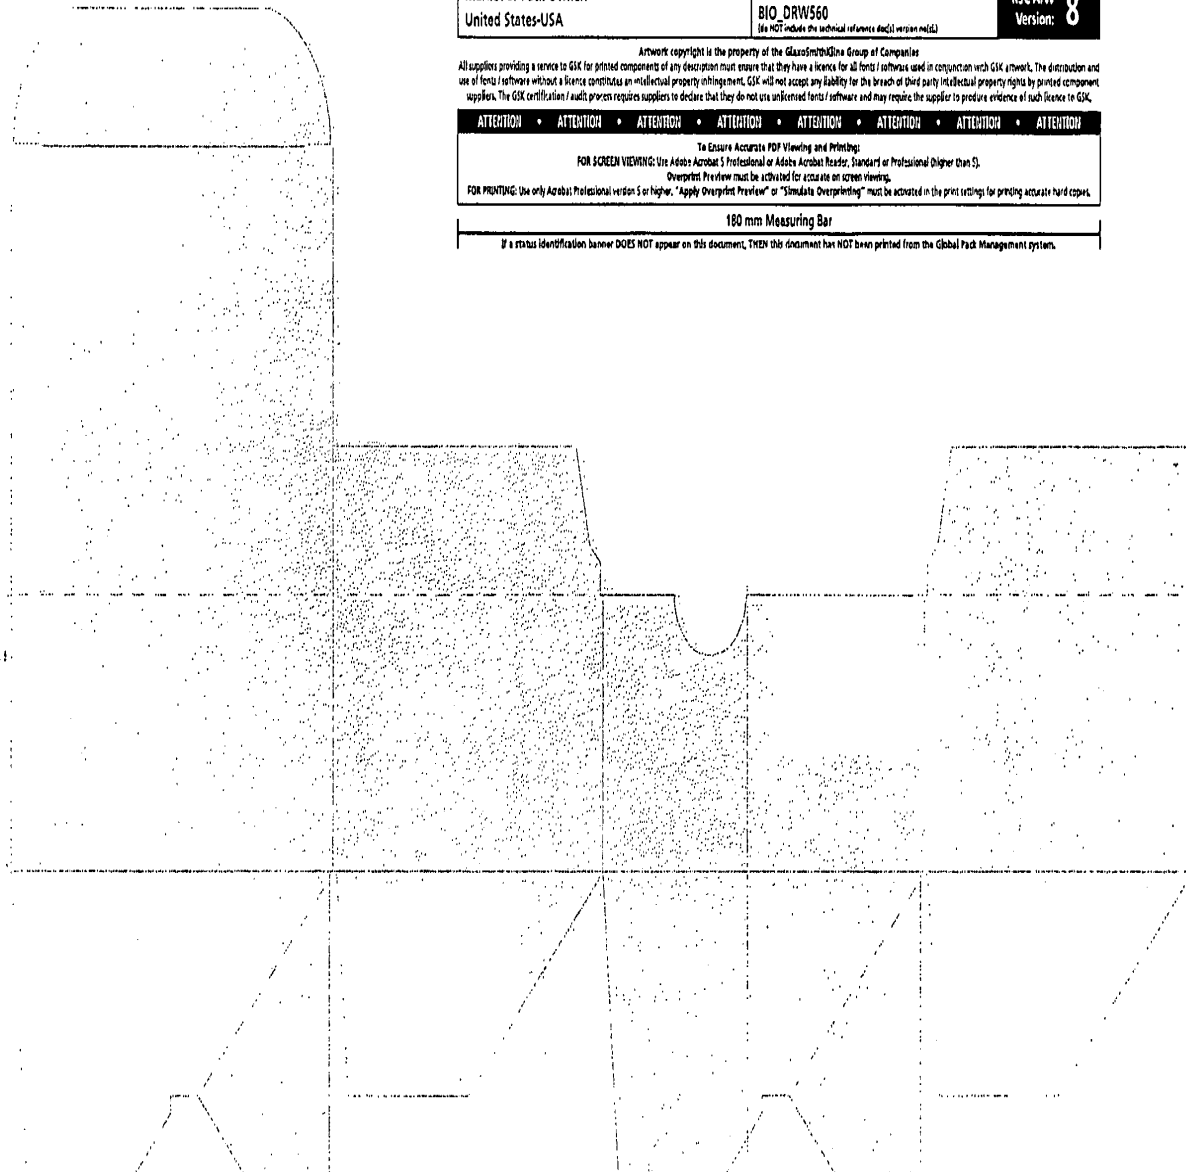 United States-USA
BIO_DRW560
(do NOT include the technical reference doc(s) version no(s).)
Version: 8
Artwork copyright is the property of the GlaxoSmithKline Group of Companies
All suppliers providing a service to GSK for printed components of any description must ensure that they have a licence for all fonts / software used in conjunction with GSK artwork. The distribution and
use of fonts / software without a licence constitutes an intellectual property infringement. GSK will not accept any liability for the breach of third party intellectual property rights by printed component
suppliers. The GSK certification / audit process requires suppliers to declare that they do not use unlicensed fonts / software and may require the supplier to produce evidence of such licence to GSK.
ATTENTION • ATTENTION • ATTENTION • ATTENTION • ATTENTION • ATTENTION • ATTENTION • ATTENTION
To Ensure Accurate PDF Viewing and Printing:
FOR SCREEN VIEWING: Use Adobe Acrobat 5 Professional or Adobe Acrobat Reader, Standard or Professional (higher than 5).
Overprint Preview must be activated for accurate on screen viewing.
FOR PRINTING: Use only Acrobat Professional version 5 or higher. "Apply Overprint Preview" or "Simulate Overprinting" must be activated in the print settings for printing accurate hard copies.
180 mm Measuring Bar
If a status identification banner DOES NOT appear on this document, THEN this document has NOT been printed from the Global Pack Management system.